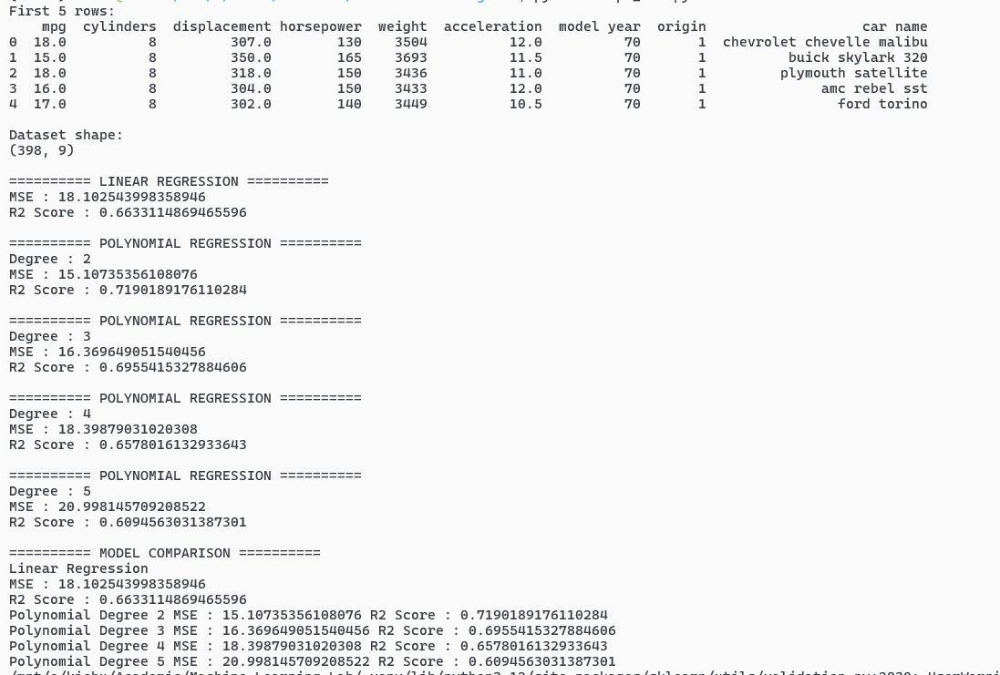 First 5 rows:
    mpg  cylinders  displacement horsepower  weight  acceleration  model year  origin                   car name
0  18.0          8         307.0        130    3504          12.0          70       1  chevrolet chevelle malibu
1  15.0          8         350.0        165    3693          11.5          70       1          buick skylark 320
2  18.0          8         318.0        150    3436          11.0          70       1         plymouth satellite
3  16.0          8         304.0        150    3433          12.0          70       1              amc rebel sst
4  17.0          8         302.0        140    3449          10.5          70       1                ford torino

Dataset shape:
(398, 9)

========== LINEAR REGRESSION ==========
MSE : 18.102543998358946
R2 Score : 0.6633114869465596

========== POLYNOMIAL REGRESSION ==========
Degree : 2
MSE : 15.10735356108076
R2 Score : 0.7190189176110284

========== POLYNOMIAL REGRESSION ==========
Degree : 3
MSE : 16.369649051540456
R2 Score : 0.6955415327884606

========== POLYNOMIAL REGRESSION ==========
Degree : 4
MSE : 18.39879031020308
R2 Score : 0.6578016132933643

========== POLYNOMIAL REGRESSION ==========
Degree : 5
MSE : 20.998145709208522
R2 Score : 0.6094563031387301

========== MODEL COMPARISON ==========
Linear Regression
MSE : 18.102543998358946
R2 Score : 0.6633114869465596
Polynomial Degree 2 MSE : 15.10735356108076 R2 Score : 0.7190189176110284
Polynomial Degree 3 MSE : 16.369649051540456 R2 Score : 0.6955415327884606
Polynomial Degree 4 MSE : 18.39879031020308 R2 Score : 0.6578016132933643
Polynomial Degree 5 MSE : 20.998145709208522 R2 Score : 0.6094563031387301